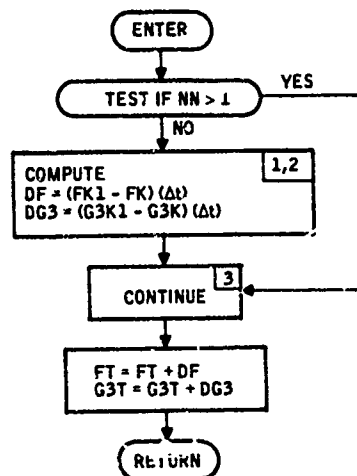 ENTER
YES
TEST IF NN > 1
NO
1,2
COMPUTE
DF = (FK1 - FK) (Δt)
DG3 = (G3K1 - G3K) (Δt)
3
CONTINUE
FT = FT + DF
G3T = G3T + DG3
RETURN